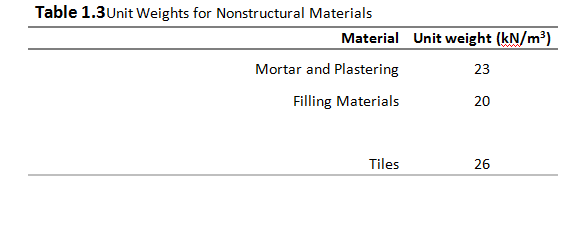 Table 1.3Unit Weights for Nonstructural Materials
Material Unit weight (kN/m³)
Mortar and Plastering 23
Filling Materials 20
Tiles 26